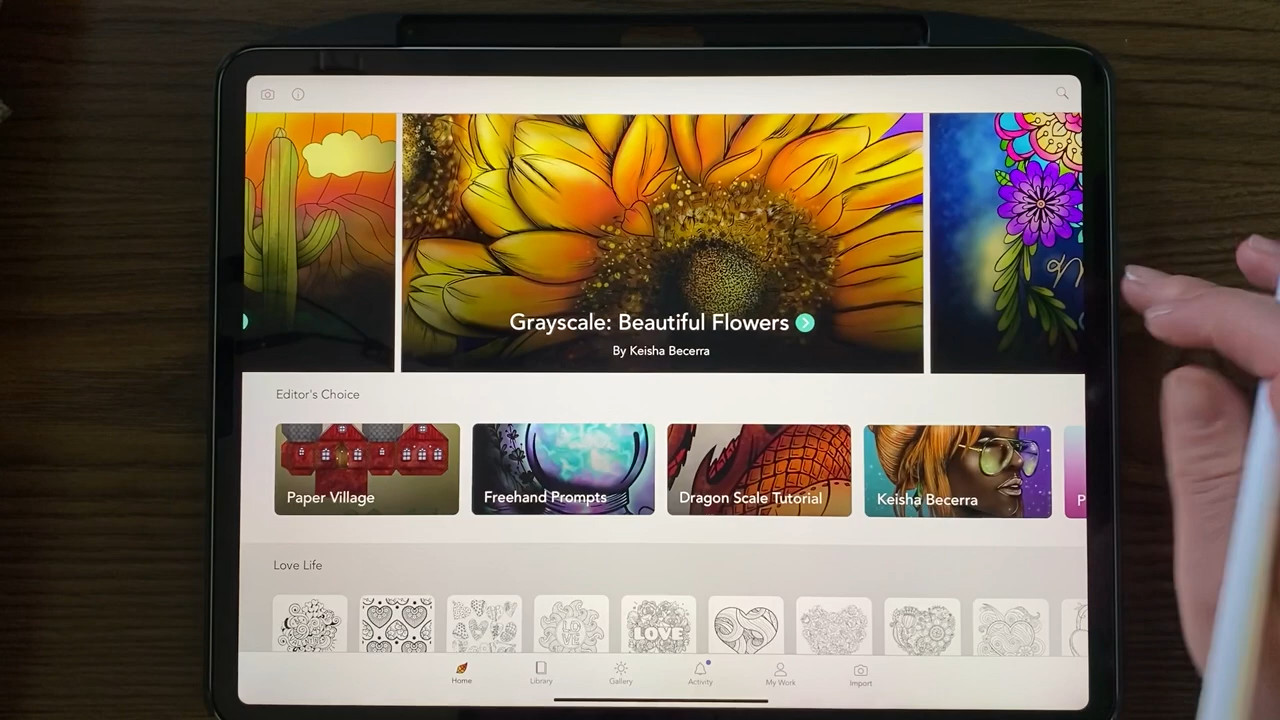 Grayscale: Beautiful Flowers
By Keisha Becerra
Editor's Choice
Paper Village
Freehand Prompts
Dragon Scale Tutorial
Keisha Becerra
P
Love Life
LOVE
LOVE
Home
Library
Gallery
Activity
My Work
Import